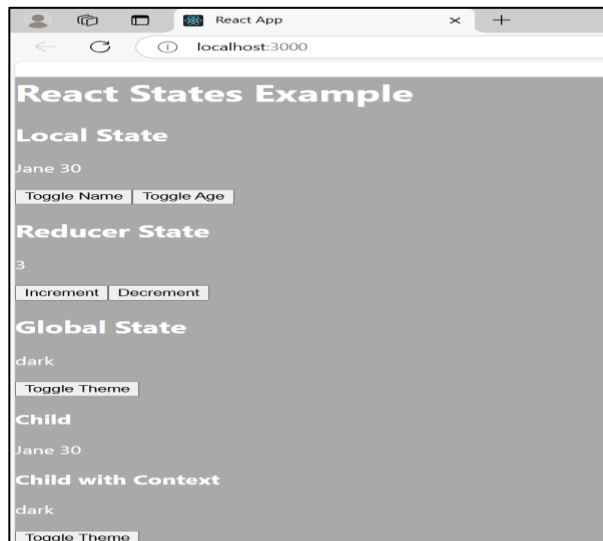 React App
localhost:3000
React States Example
Local State
Jane 30
Toggle Name Toggle Age
Reducer State
3
Increment Decrement
Global State
dark
Toggle Theme
Child
Jane 30
Child with Context
dark
Toggle Theme